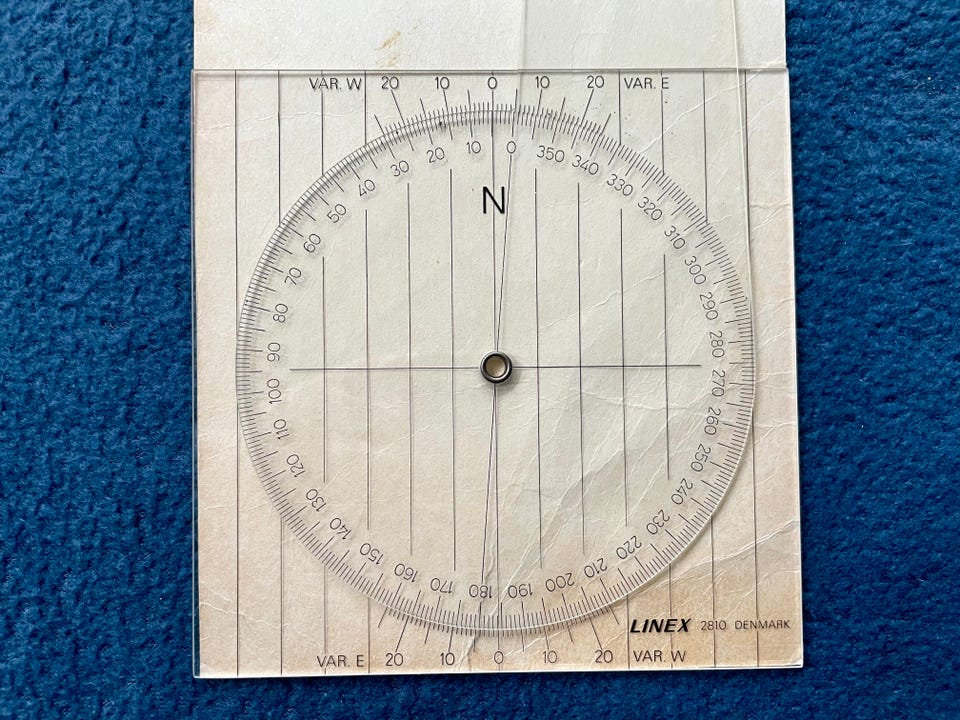 VAR. W 20 10 0 10 20 VAR. E
0 350 340 330 320 310 300 290 280 270 260 250 240 230 220 210 200 190 180 170 160 150 140 130 120 110 100 90 80 70 60 50 40 30 20 10
N
LINEX 2810 DENMARK
VAR. E 20 10 0 10 20 VAR. W